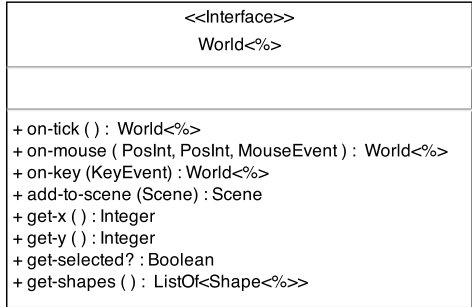 <<Interface>>
World<%>
+ on-tick ( ) : World<%>
+ on-mouse ( PosInt, PosInt, MouseEvent ) : World<%>
+ on-key (KeyEvent) : World<%>
+ add-to-scene (Scene) : Scene
+ get-x ( ) : Integer
+ get-y ( ) : Integer
+ get-selected? : Boolean
+ get-shapes ( ) : ListOf<Shape<%>>